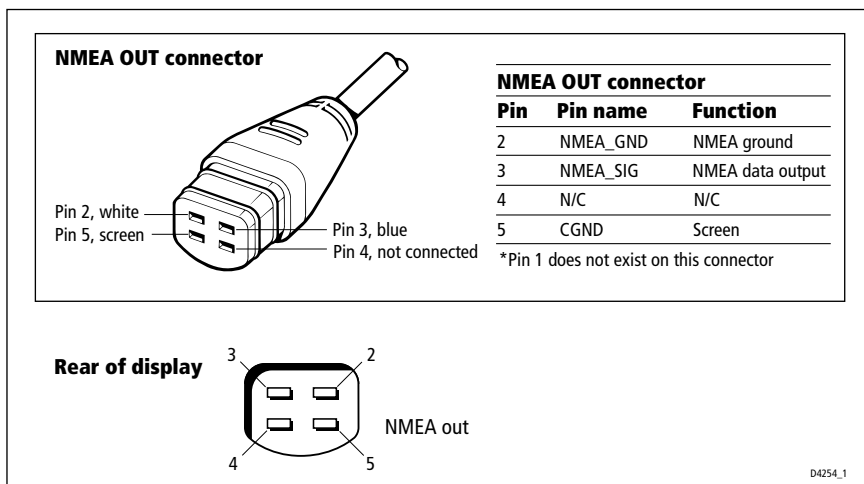 NMEA OUT connector
Pin 2, white
Pin 5, screen
Pin 3, blue
Pin 4, not connected
NMEA OUT connector
Pin Pin name Function
2 NMEA_GND NMEA ground
3 NMEA_SIG NMEA data output
4 N/C N/C
5 CGND Screen
*Pin 1 does not exist on this connector
Rear of display
3 2
NMEA out
4 5
D4254_1